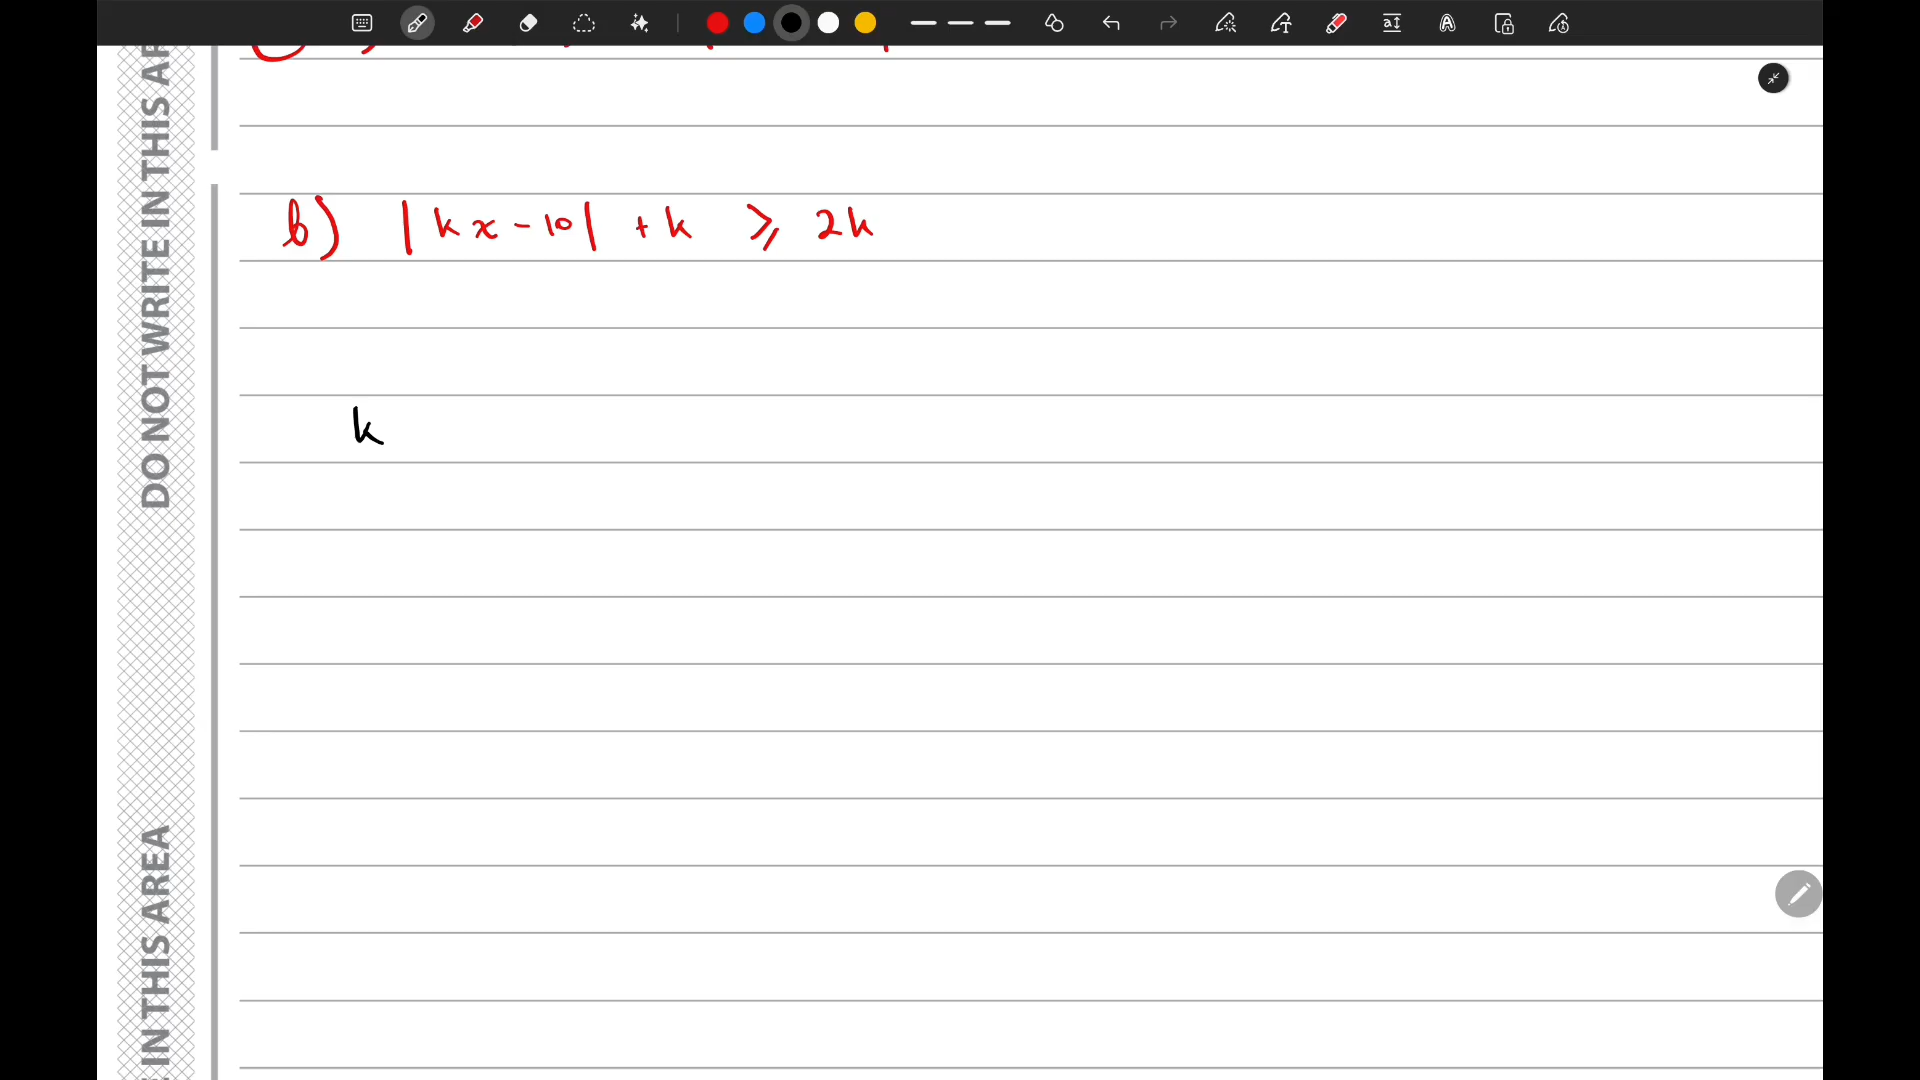 DO NOT WRITE IN THIS AR
b) |kx-10| + k ⩾ 2k
k
IN THIS AREA